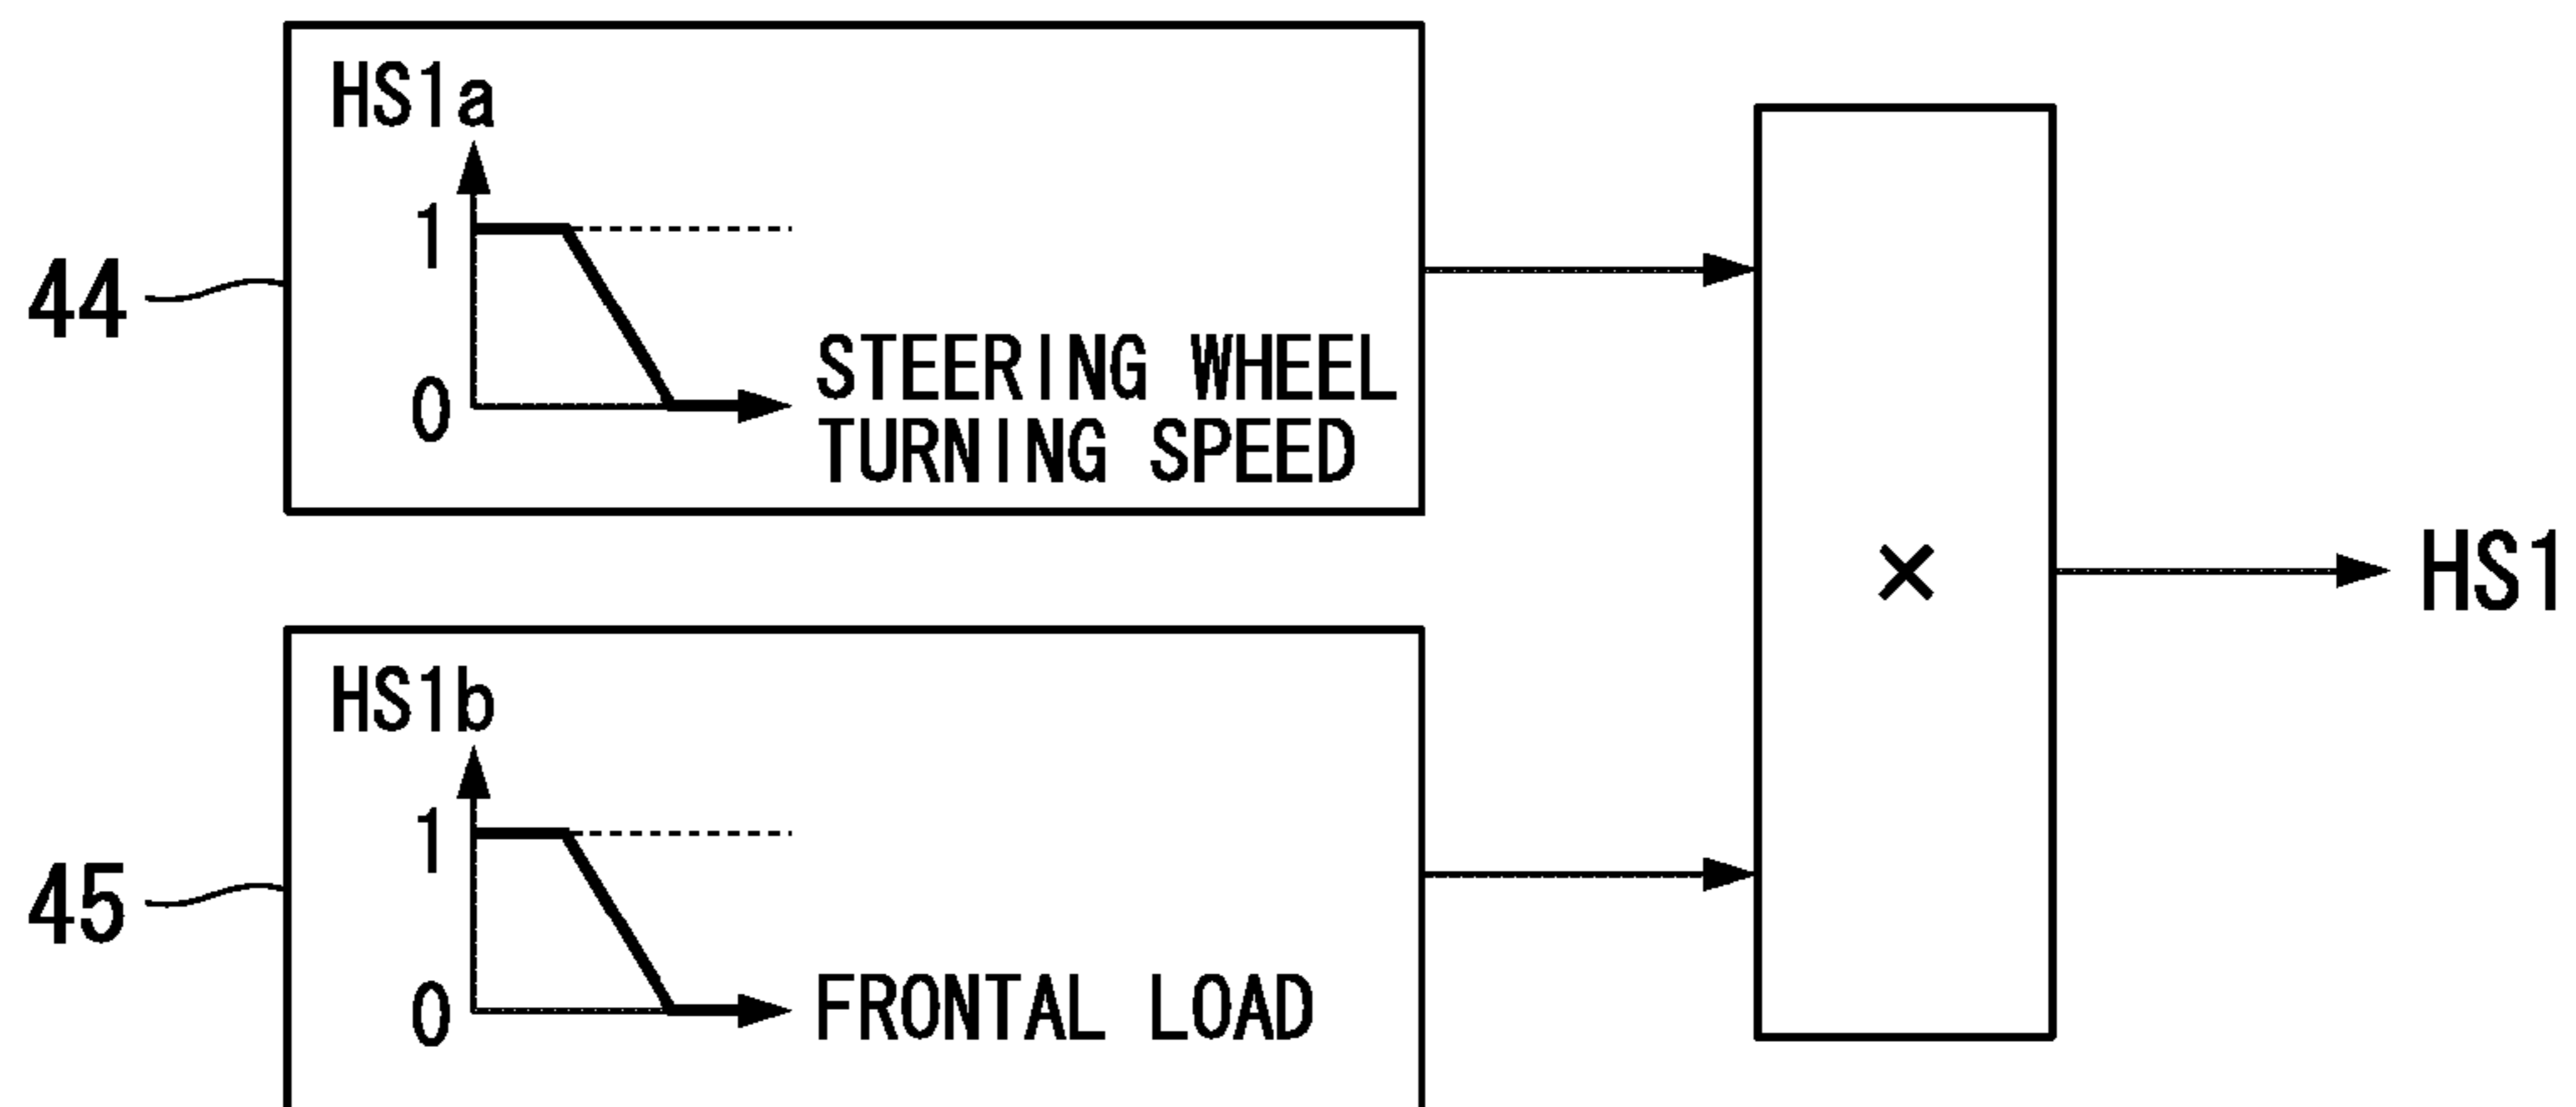 HS1a
1
0
STEERING WHEEL
TURNING SPEED
44
×
HS1
HS1b
1
0
FRONTAL LOAD
45